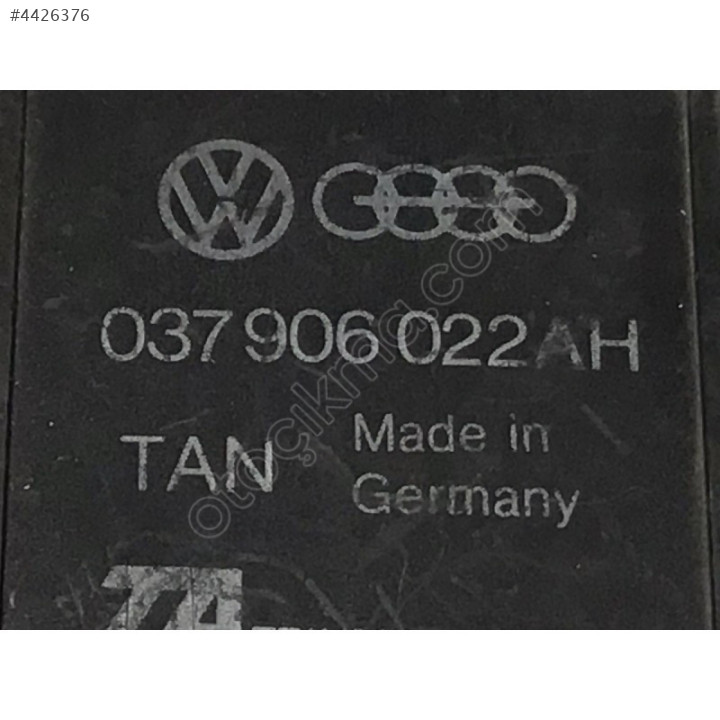 #4426376
037 906 022 AH
TAN
Made in
Germany
otoçıkma.com